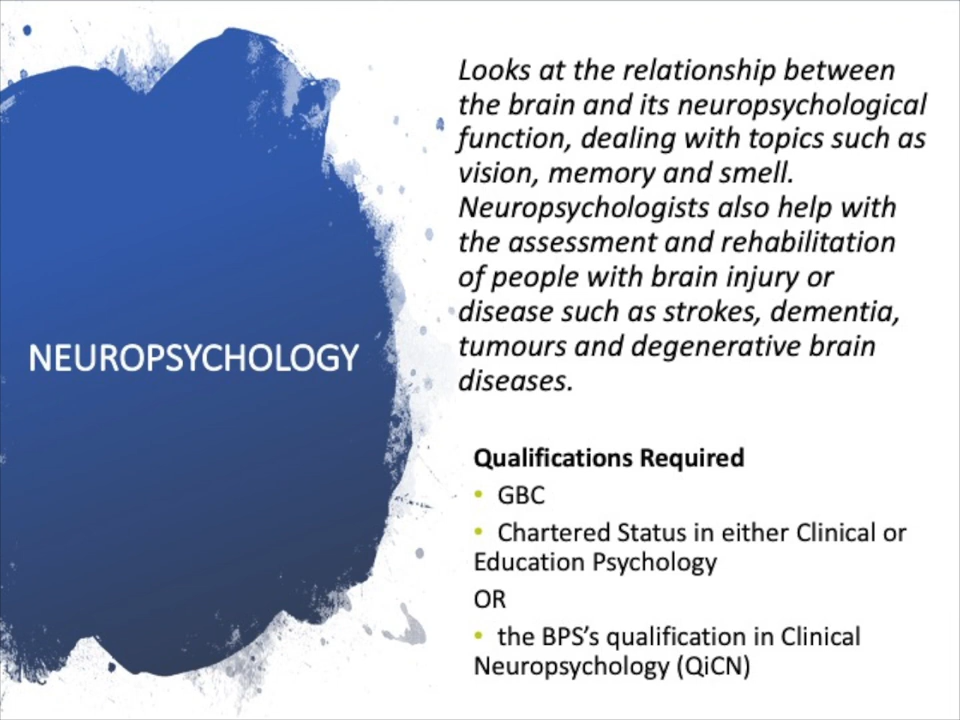 NEUROPSYCHOLOGY
Looks at the relationship between
the brain and its neuropsychological
function, dealing with topics such as
vision, memory and smell.
Neuropsychologists also help with
the assessment and rehabilitation
of people with brain injury or
disease such as strokes, dementia,
tumours and degenerative brain
diseases.
Qualifications Required
• GBC
• Chartered Status in either Clinical or
Education Psychology
OR
• the BPS’s qualification in Clinical
Neuropsychology (QiCN)